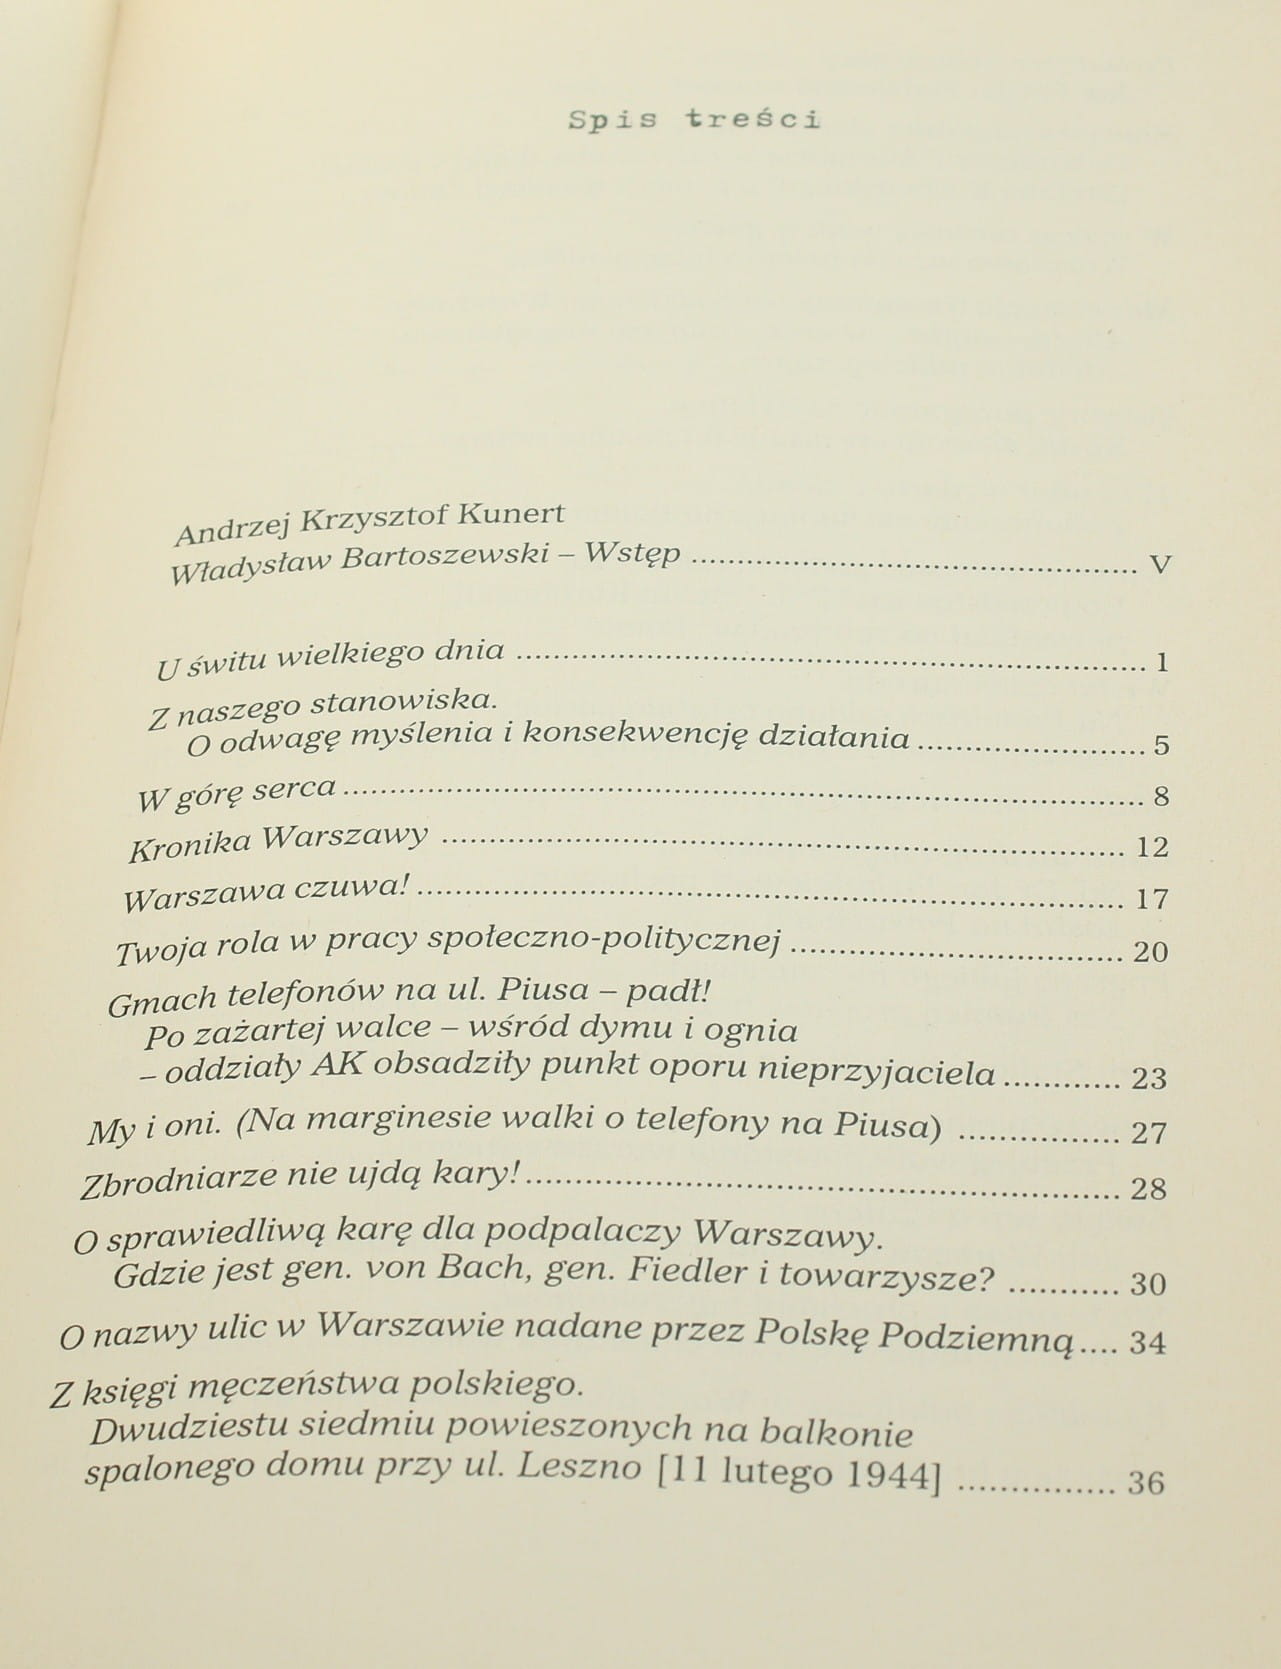 Spis treści
Andrzej Krzysztof Kunert
Władysław Bartoszewski – Wstęp ........................................ V
U świtu wielkiego dnia ........................................ 1
Z naszego stanowiska.
O odwagę myślenia i konsekwencję działania ........................ 5
W górę serca ........................................ 8
Kronika Warszawy ........................................ 12
Warszawa czuwa! ........................................ 17
Twoja rola w pracy społeczno-politycznej ................................ 20
Gmach telefonów na ul. Piusa – padł!
Po zażartej walce – wśród dymu i ognia
– oddziały AK obsadziły punkt oporu nieprzyjaciela ............ 23
My i oni. (Na marginesie walki o telefony na Piusa) ................ 27
Zbrodniarze nie ujdą kary! ........................................ 28
O sprawiedliwą karę dla podpalaczy Warszawy.
Gdzie jest gen. von Bach, gen. Fiedler i towarzysze? ........... 30
O nazwy ulic w Warszawie nadane przez Polskę Podziemną .... 34
Z księgi męczeństwa polskiego.
Dwudziestu siedmiu powieszonych na balkonie
spalonego domu przy ul. Leszno [11 lutego 1944] ............... 36